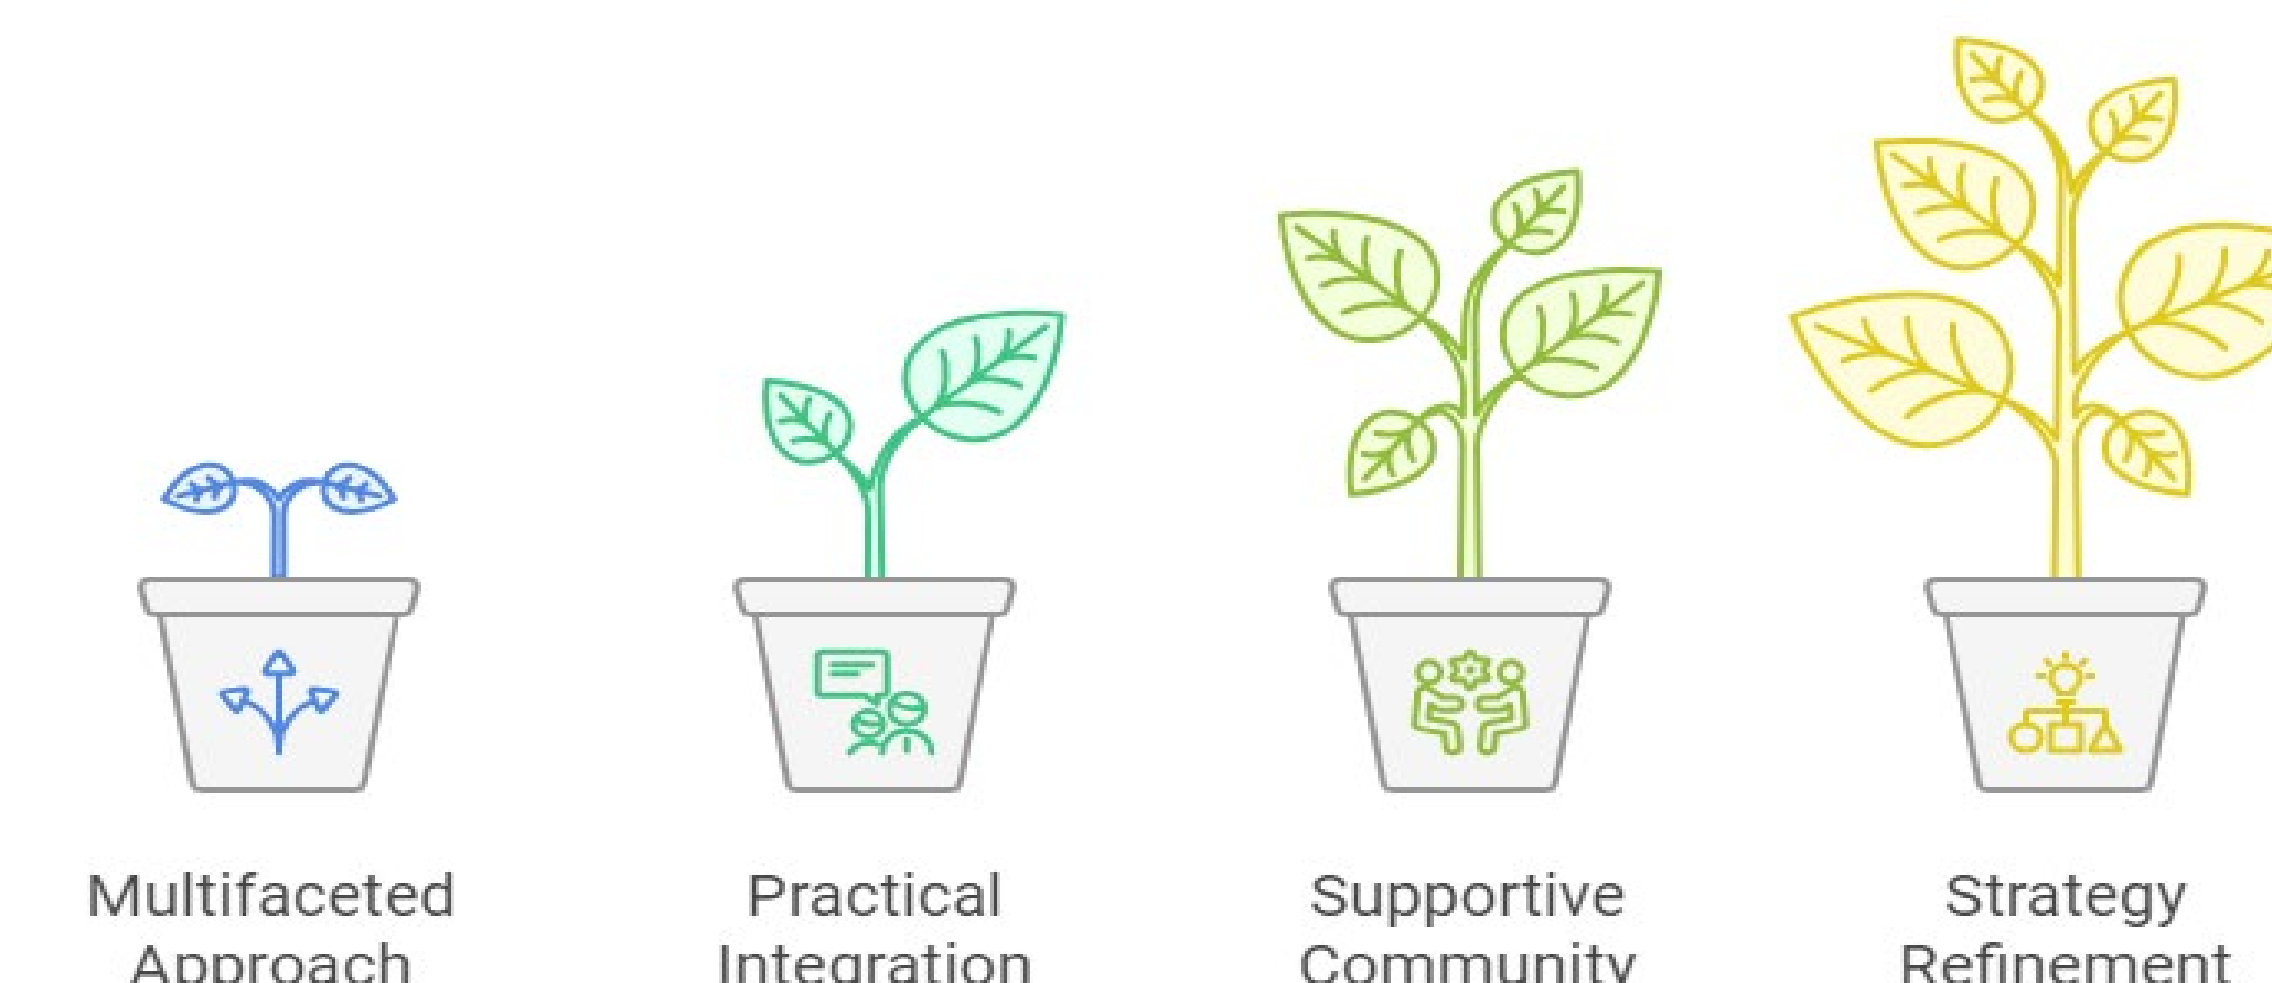 Multifaceted
Approach
Practical
Integration
Supportive
Community
Strategy
Refinement